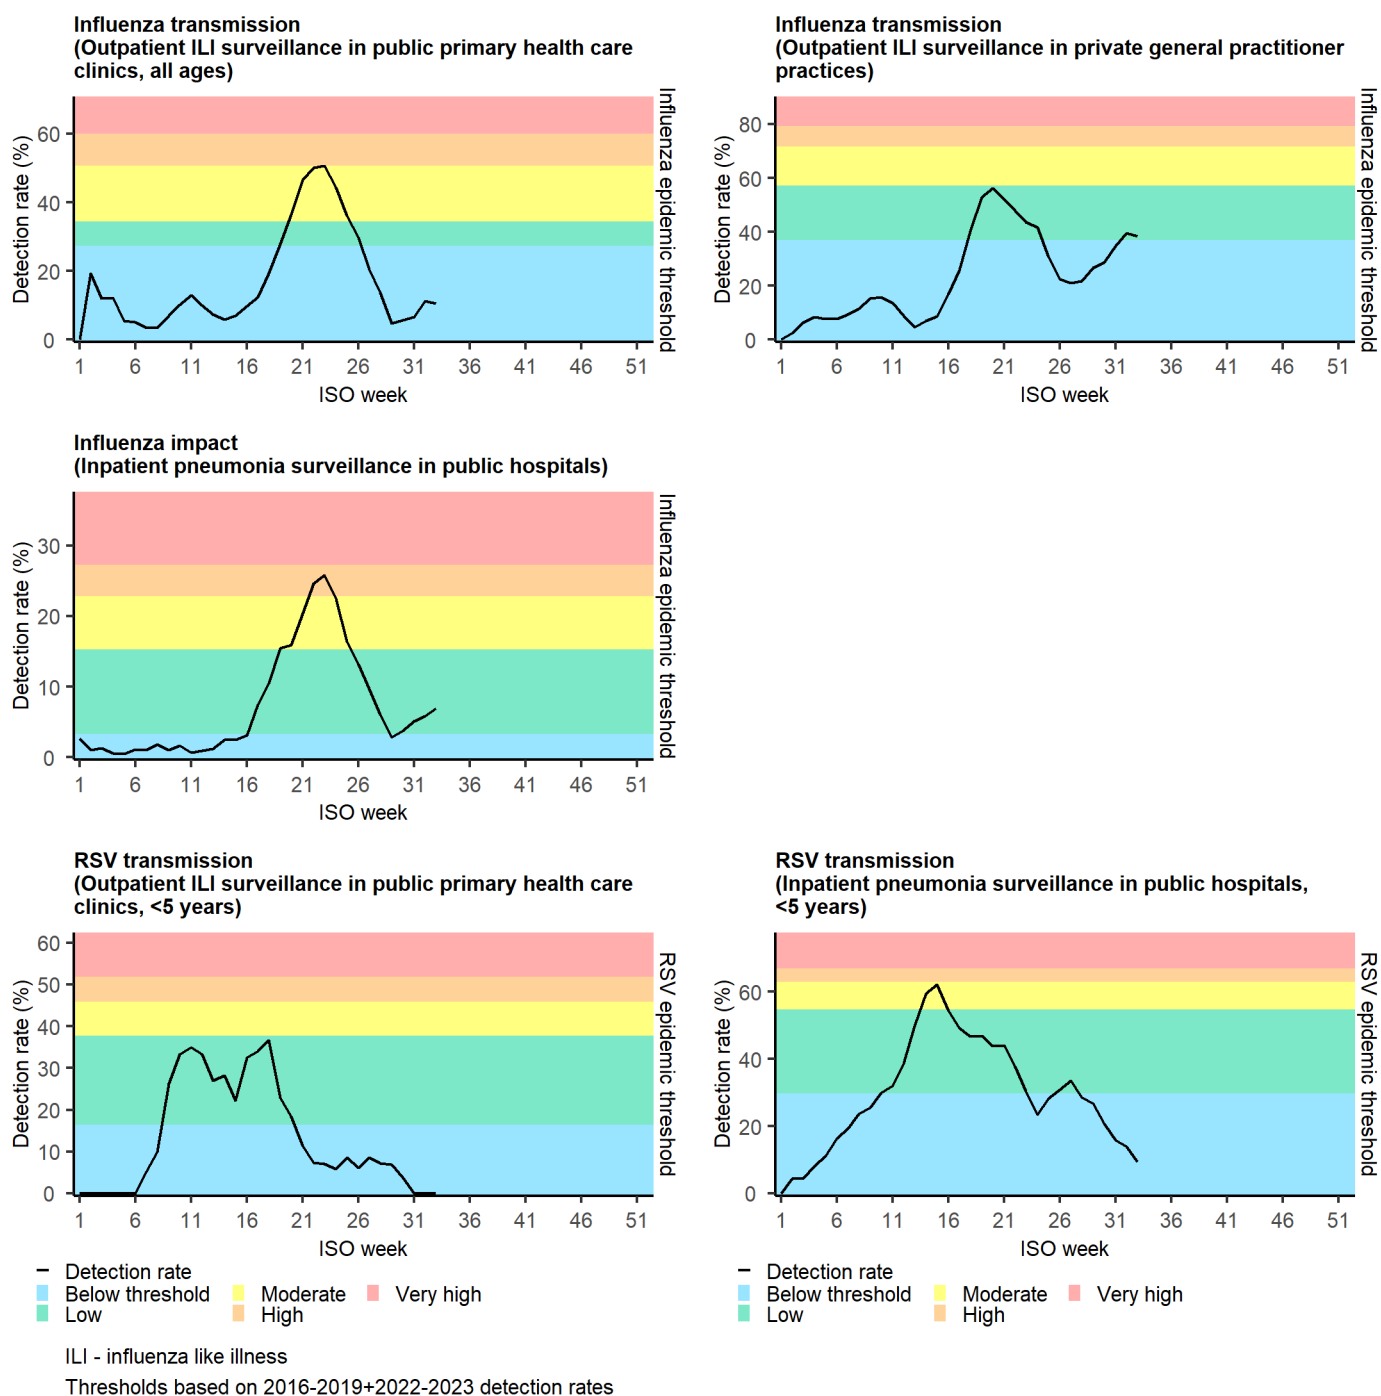 Influenza transmission
(Outpatient ILI surveillance in public primary health care
clinics, all ages)
Detection rate (%)
60
40
20
0
1 6 11 16 21 26 31 36 41 46 51
ISO week
Influenza epidemic threshold
Influenza transmission
(Outpatient ILI surveillance in private general practitioner
practices)
Detection rate (%)
80
60
40
20
0
1 6 11 16 21 26 31 36 41 46 51
ISO week
Influenza epidemic threshold
Influenza impact
(Inpatient pneumonia surveillance in public hospitals)
Detection rate (%)
30
20
10
0
1 6 11 16 21 26 31 36 41 46 51
ISO week
Influenza epidemic threshold
RSV transmission
(Outpatient ILI surveillance in public primary health care
clinics, <5 years)
Detection rate (%)
60
50
40
30
20
10
0
1 6 11 16 21 26 31 36 41 46 51
ISO week
RSV epidemic threshold
RSV transmission
(Inpatient pneumonia surveillance in public hospitals,
<5 years)
Detection rate (%)
60
40
20
0
1 6 11 16 21 26 31 36 41 46 51
ISO week
RSV epidemic threshold
Detection rate
Below threshold Moderate Very high
Low High
Detection rate
Below threshold Moderate Very high
Low High
ILI - influenza like illness
Thresholds based on 2016-2019+2022-2023 detection rates